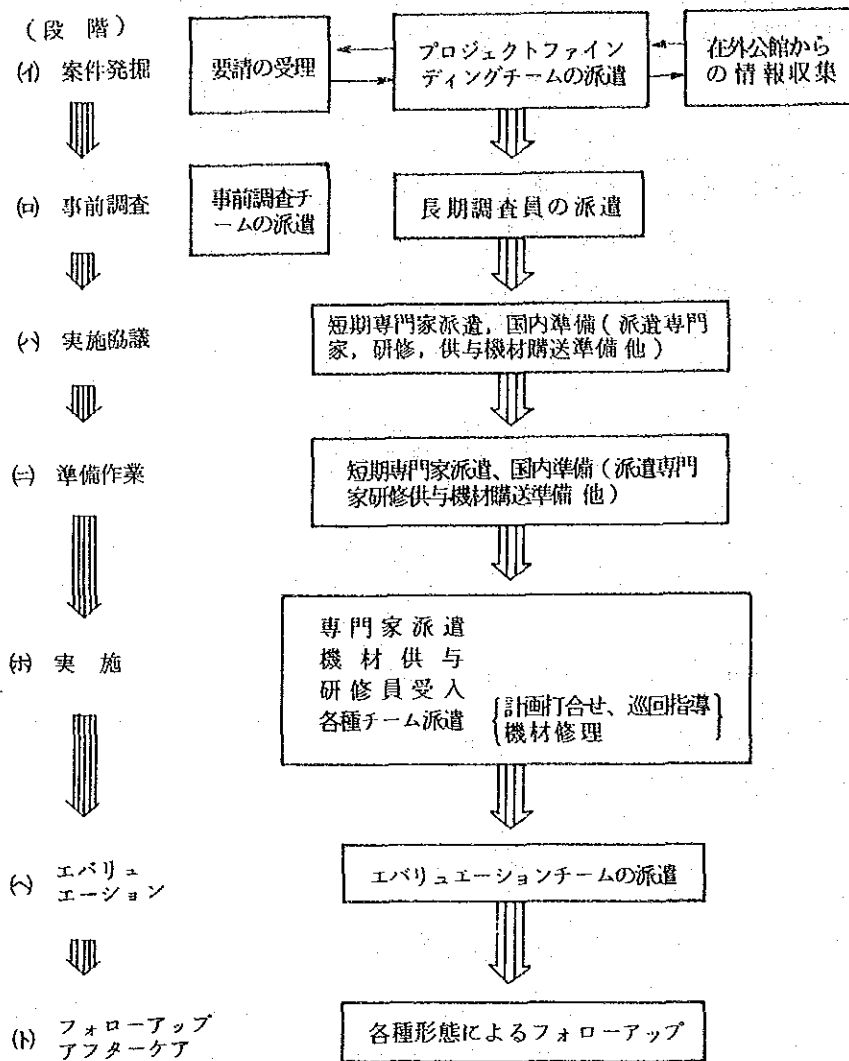 (段 階)
(イ) 案件発掘
要請の受理
プロジェクトファイン
ディングチームの派遣
在外公館から
の情報収集
(ロ) 事前調査
事前調査チ
ームの派遣
長期調査員の派遣
(ハ) 実施協議
短期専門家派遣,国内準備(派遣専門
家,研修,供与機材購送準備 他)
(ニ) 準備作業
短期専門家派遣、国内準備(派遣専門
家研修供与機材購送準備 他)
(ホ) 実 施
専門家派遣
機材供与
研修員受入
各種チーム派遣
計画打合せ、巡回指導
機材修理
(ヘ) エバリュ
エーション
エバリュエーションチームの派遣
(ト) フォローアップ
アフターケア
各種形態によるフォローアップ